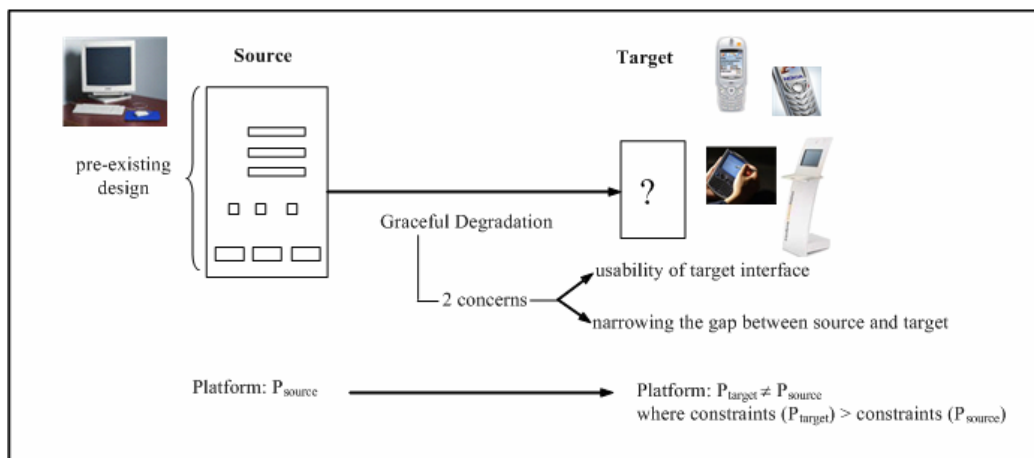 Source
Target
NOKIA
pre-existing
design
?
Graceful Degradation
usability of target interface
2 concerns
narrowing the gap between source and target
Platform: Psource
Platform: Ptarget ≠ Psource
where constraints (Ptarget) > constraints (Psource)